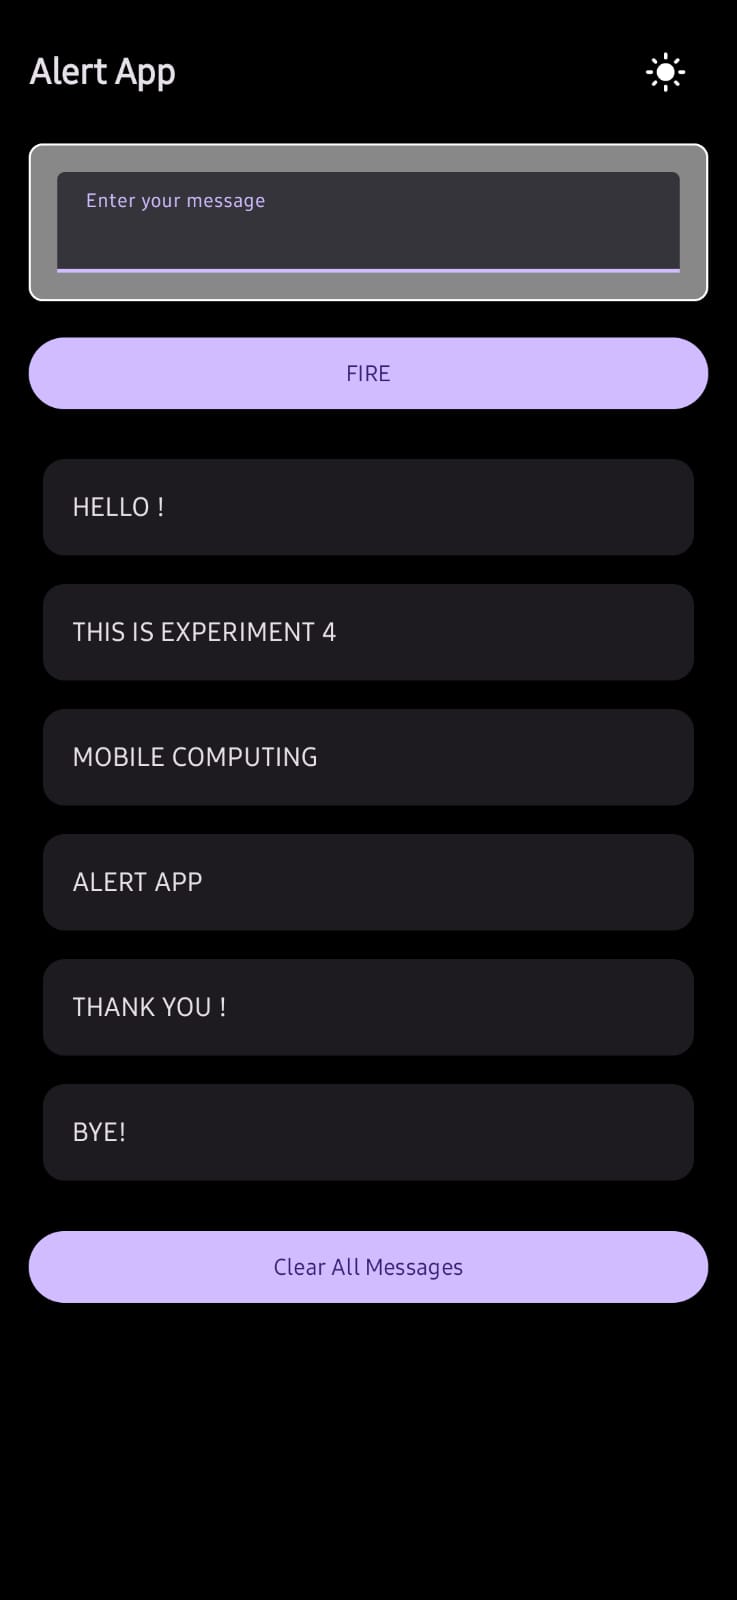 Alert App
Enter your message
FIRE
HELLO !
THIS IS EXPERIMENT 4
MOBILE COMPUTING
ALERT APP
THANK YOU !
BYE!
Clear All Messages